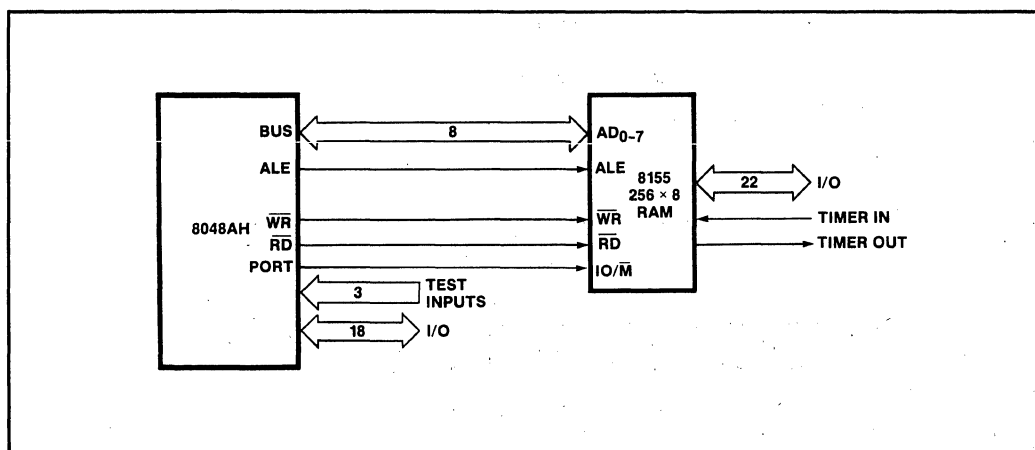 BUS
8
AD0-7
ALE
ALE
8155
256 × 8
RAM
22
I/O
8048AH
WR
WR
TIMER IN
RD
RD
TIMER OUT
PORT
IO/M
3
TEST
INPUTS
18
I/O